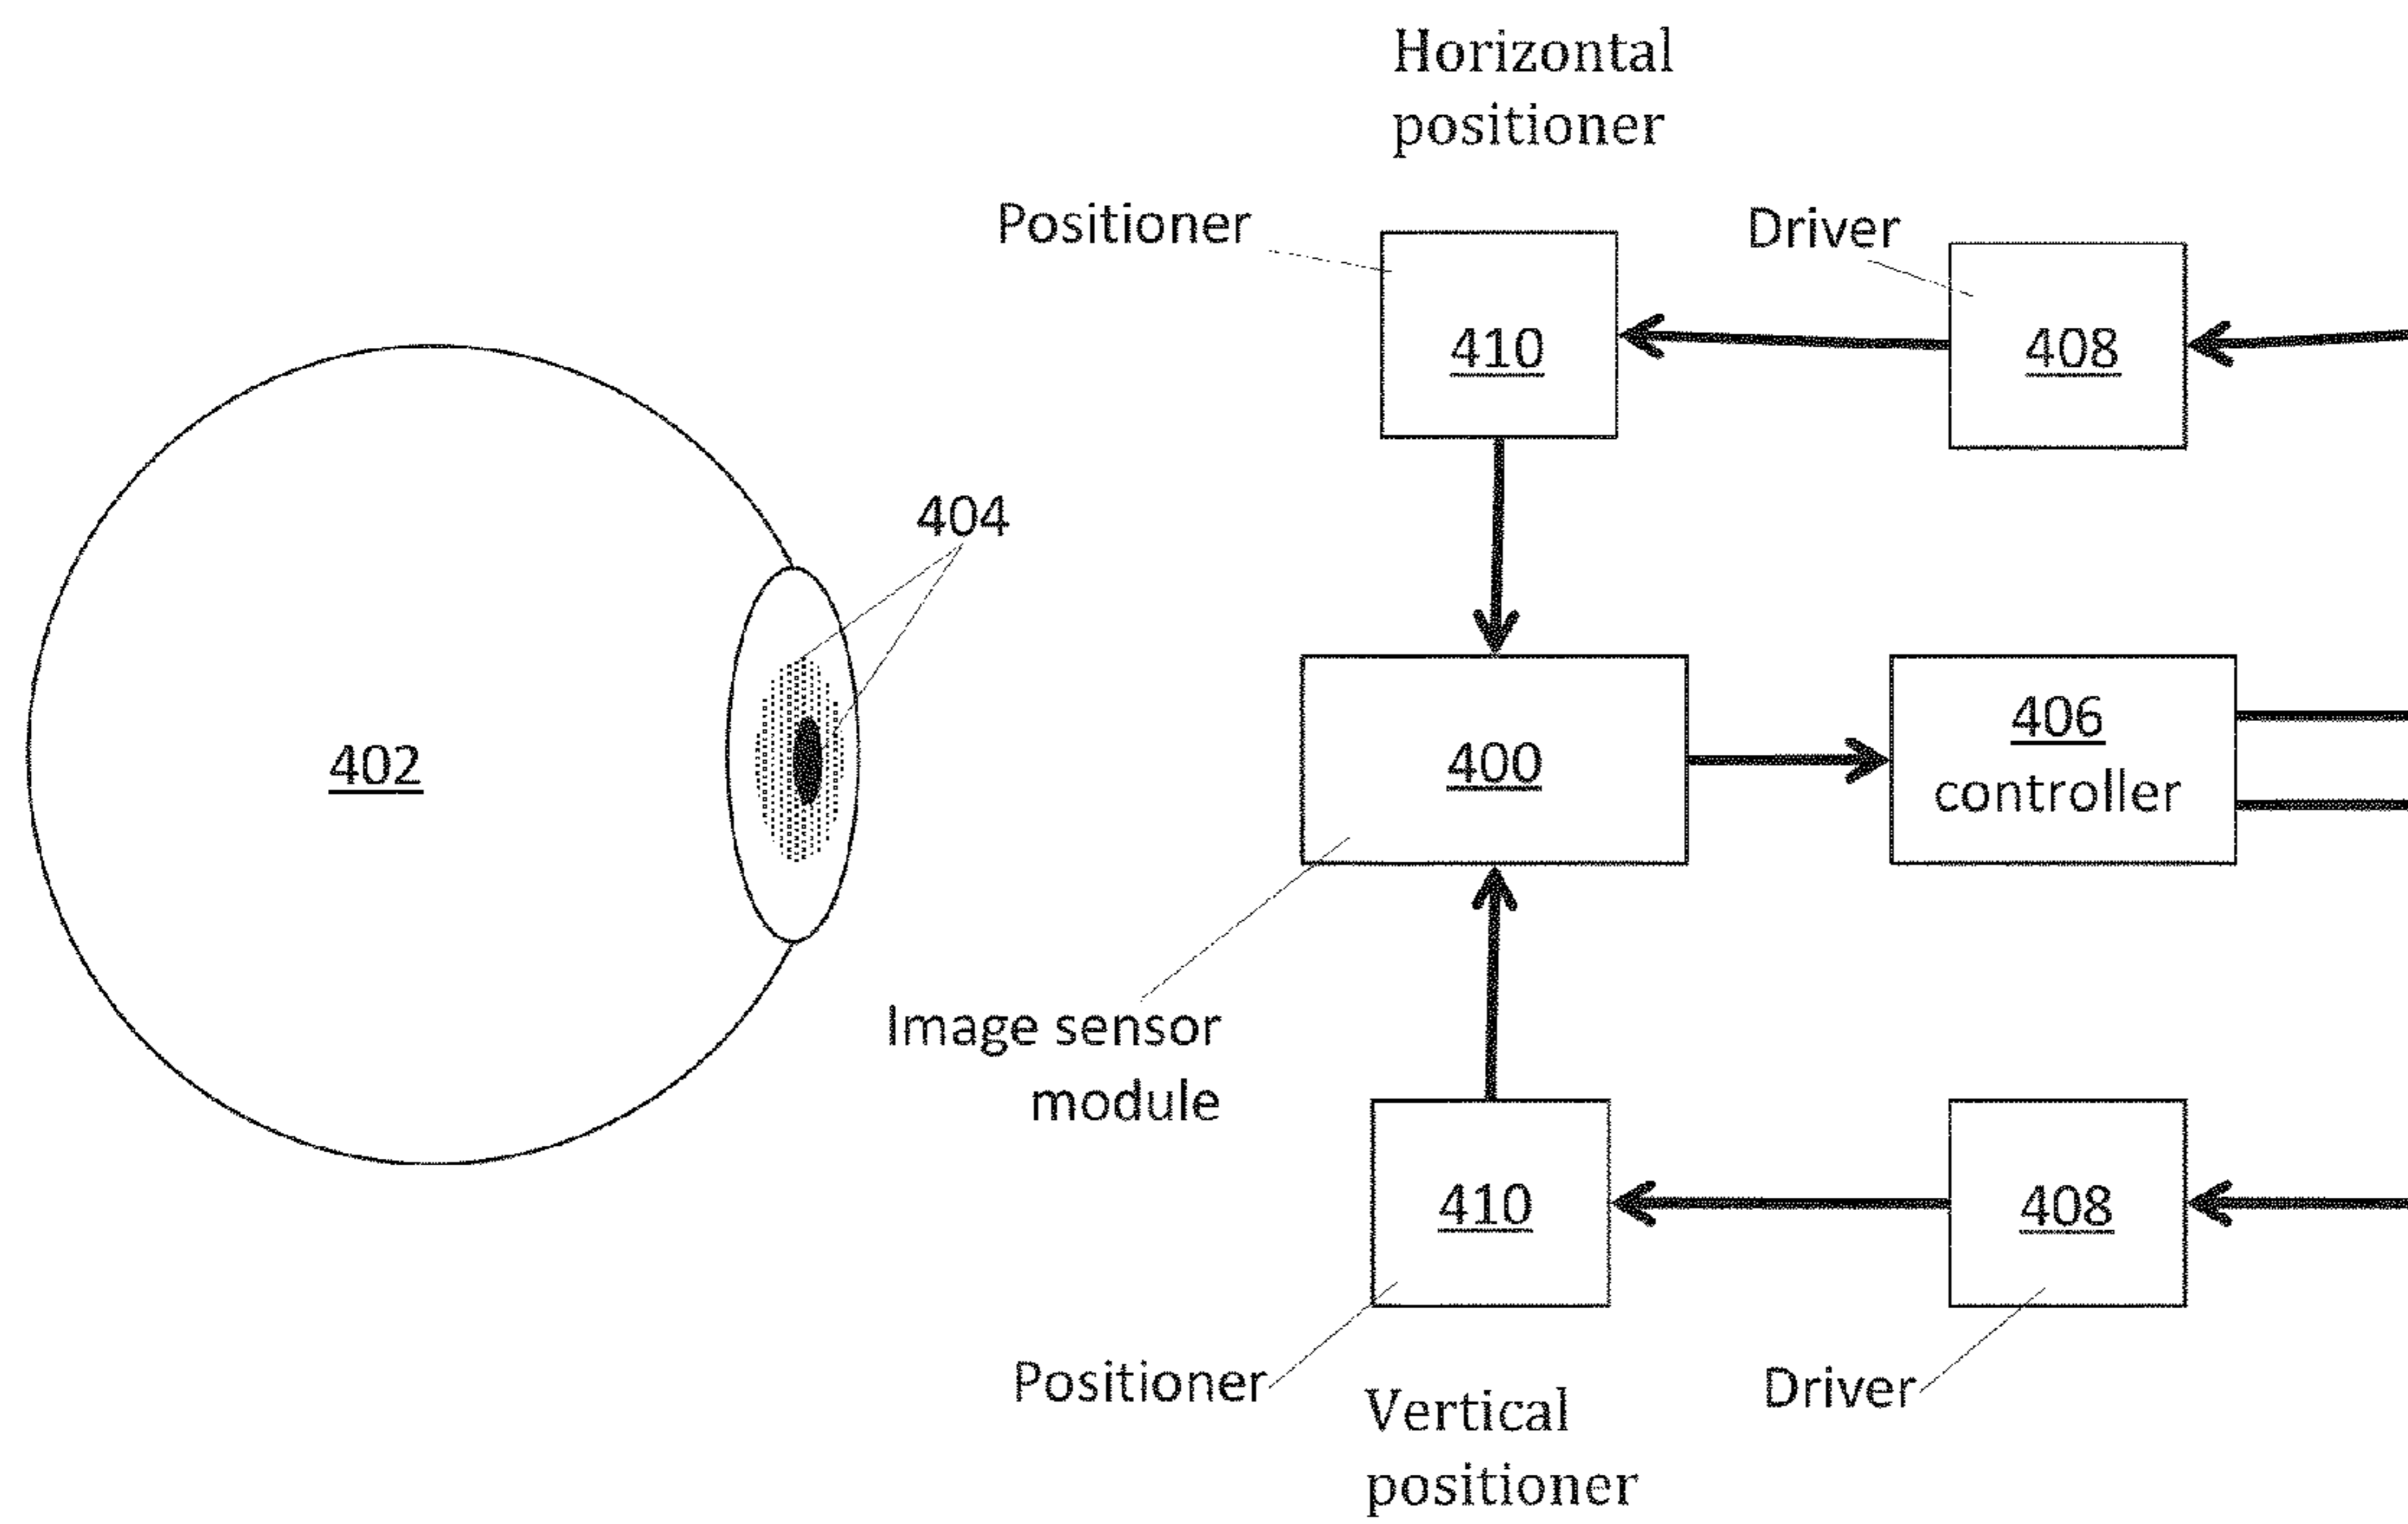 Horizontal
positioner
Positioner
Driver
410
408
404
402
400
406
controller
Image sensor
module
410
408
Positioner
Driver
Vertical
positioner